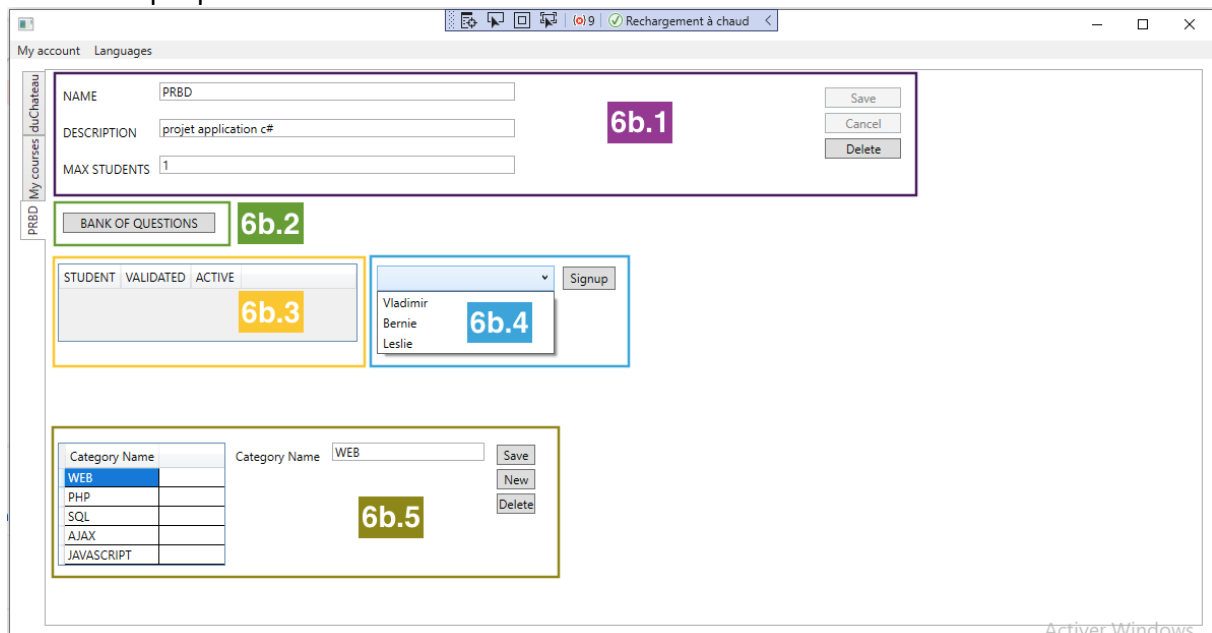 (o) 9 Rechargement à chaud
My account Languages
duChateau
My courses
PRBD
NAME PRBD
DESCRIPTION projet application c#
MAX STUDENTS 1
6b.1
Save
Cancel
Delete
BANK OF QUESTIONS
6b.2
STUDENT VALIDATED ACTIVE
6b.3
Signup
Vladimir
Bernie
Leslie
6b.4
Category Name
WEB
PHP
SQL
AJAX
JAVASCRIPT
Category Name WEB
Save
New
Delete
6b.5
Activer Windows